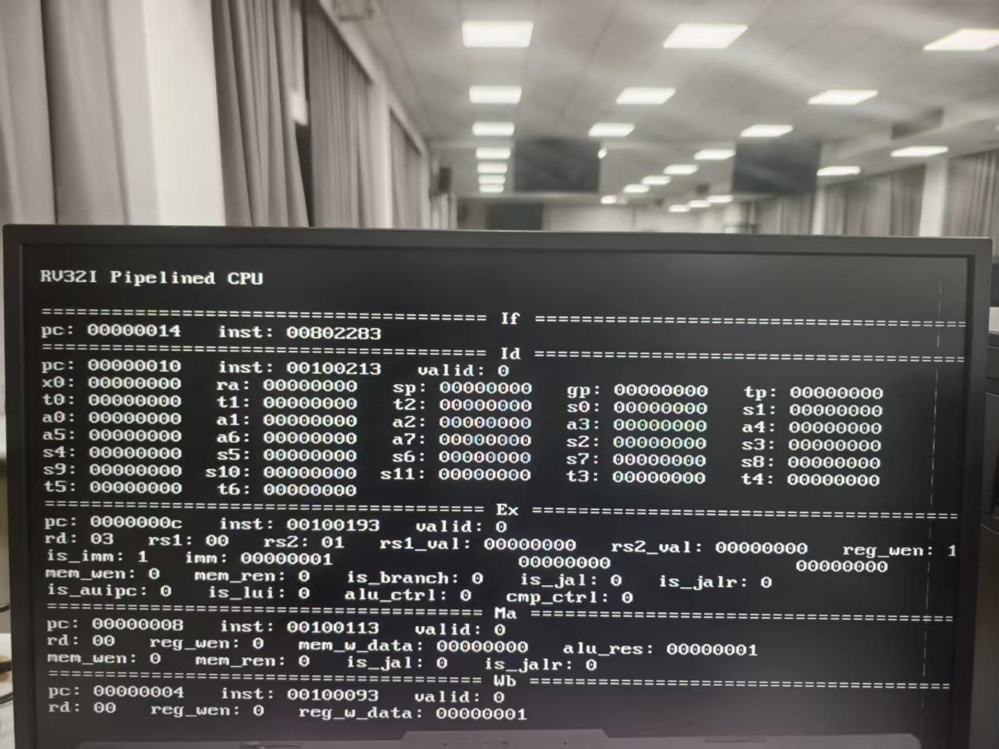 RV32I Pipelined CPU
=============================== If ==============================
pc: 00000014 inst: 00802283
=============================== Id ==============================
pc: 00000010 inst: 00100213 valid: 0
x0: 00000000 ra: 00000000 sp: 00000000 gp: 00000000 tp: 00000000
t0: 00000000 t1: 00000000 t2: 00000000 s0: 00000000 s1: 00000000
a0: 00000000 a1: 00000000 a2: 00000000 a3: 00000000 a4: 00000000
a5: 00000000 a6: 00000000 a7: 00000000 s2: 00000000 s3: 00000000
s4: 00000000 s5: 00000000 s6: 00000000 s7: 00000000 s8: 00000000
s9: 00000000 s10: 00000000 s11: 00000000 t3: 00000000 t4: 00000000
t5: 00000000 t6: 00000000
=============================== Ex ==============================
pc: 0000000c inst: 00100193 valid: 0
rd: 03 rs1: 00 rs2: 01 rs1_val: 00000000 rs2_val: 00000000 reg_wen: 1
is_imm: 1 imm: 00000001 00000000 00000000
mem_wen: 0 mem_ren: 0 is_branch: 0 is_jal: 0 is_jalr: 0
is_auipc: 0 is_lui: 0 alu_ctrl: 0 cmp_ctrl: 0
=============================== Ma ==============================
pc: 00000008 inst: 00100113 valid: 0
rd: 00 reg_wen: 0 mem_w_data: 00000000 alu_res: 00000001
mem_wen: 0 mem_ren: 0 is_jal: 0 is_jalr: 0
=============================== Wb ==============================
pc: 00000004 inst: 00100093 valid: 0
rd: 00 reg_wen: 0 reg_w_data: 00000001